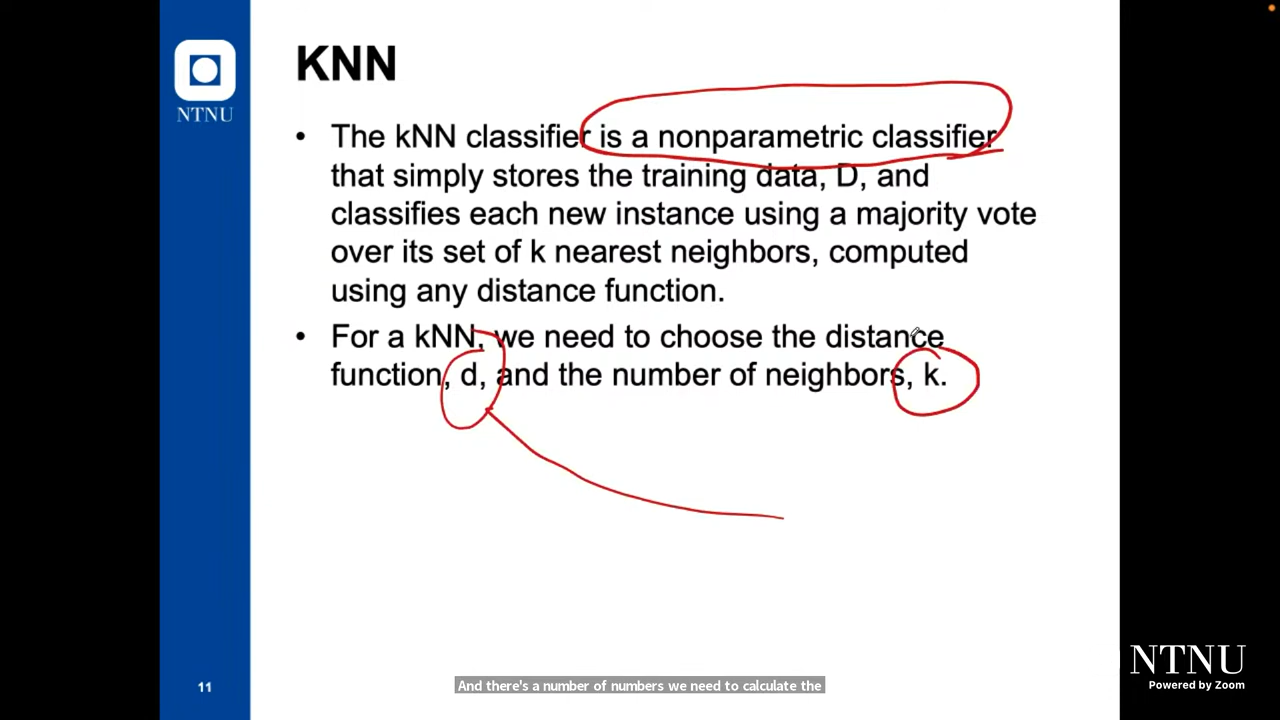 KNN
NTNU
• The kNN classifier is a nonparametric classifier
that simply stores the training data, D, and
classifies each new instance using a majority vote
over its set of k nearest neighbors, computed
using any distance function.
• For a kNN, we need to choose the distance
function, d, and the number of neighbors, k.
11
And there's a number of numbers we need to calculate the
NTNU
Powered by Zoom